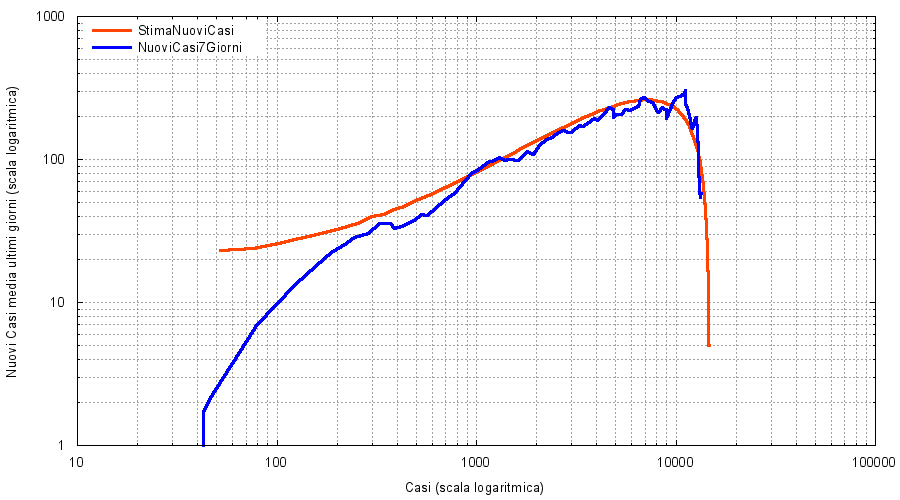 1000
StimaNuoviCasi
NuoviCasi7Giorni
100
10
1
Nuovi Casi media ultimi giorni (scala logaritmica)
10 100 1000 10000 100000
Casi (scala logaritmica)